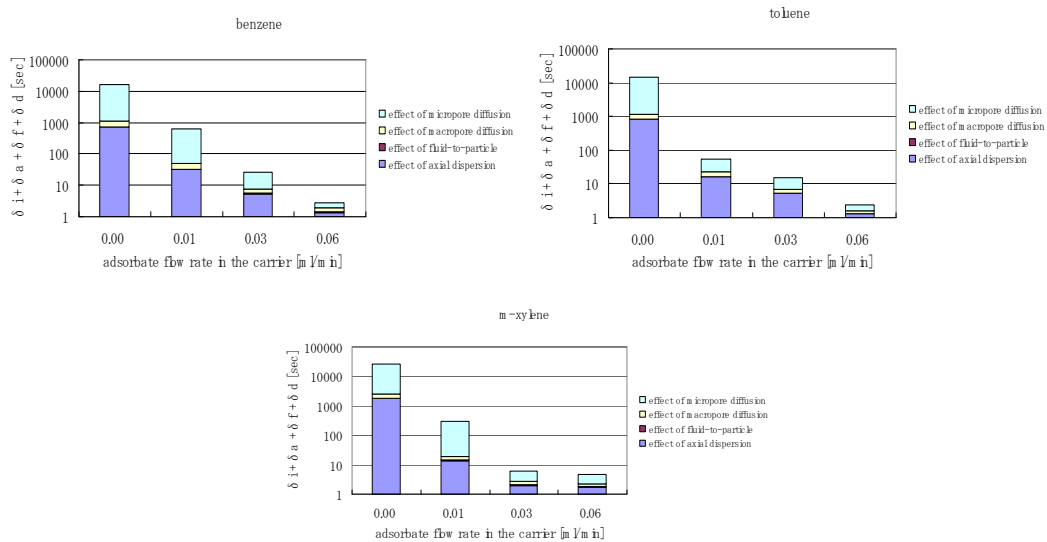 benzene
δ i+ δ a + δ f + δ d [sec]
100000
10000
1000
100
10
1
0.00 0.01 0.03 0.06
adsorbate flow rate in the carrier [ml/min]
effect of micropore diffusion
effect of macropore diffusion
effect of fluid-to-particle
effect of axial dispersion
toluene
δ i+ δ a + δ f + δ d [sec]
100000
10000
1000
100
10
1
0.00 0.01 0.03 0.06
adsorbate flow rate in the carrier [ml/min]
effect of micropore diffusion
effect of macropore diffusion
effect of fluid-to-particle
effect of axial dispersion
m-xylene
δ i+ δ a + δ f + δ d [sec]
100000
10000
1000
100
10
1
0.00 0.01 0.03 0.06
adsorbate flow rate in the carrier [ml/min]
effect of micropore diffusion
effect of macropore diffusion
effect of fluid-to-particle
effect of axial dispersion